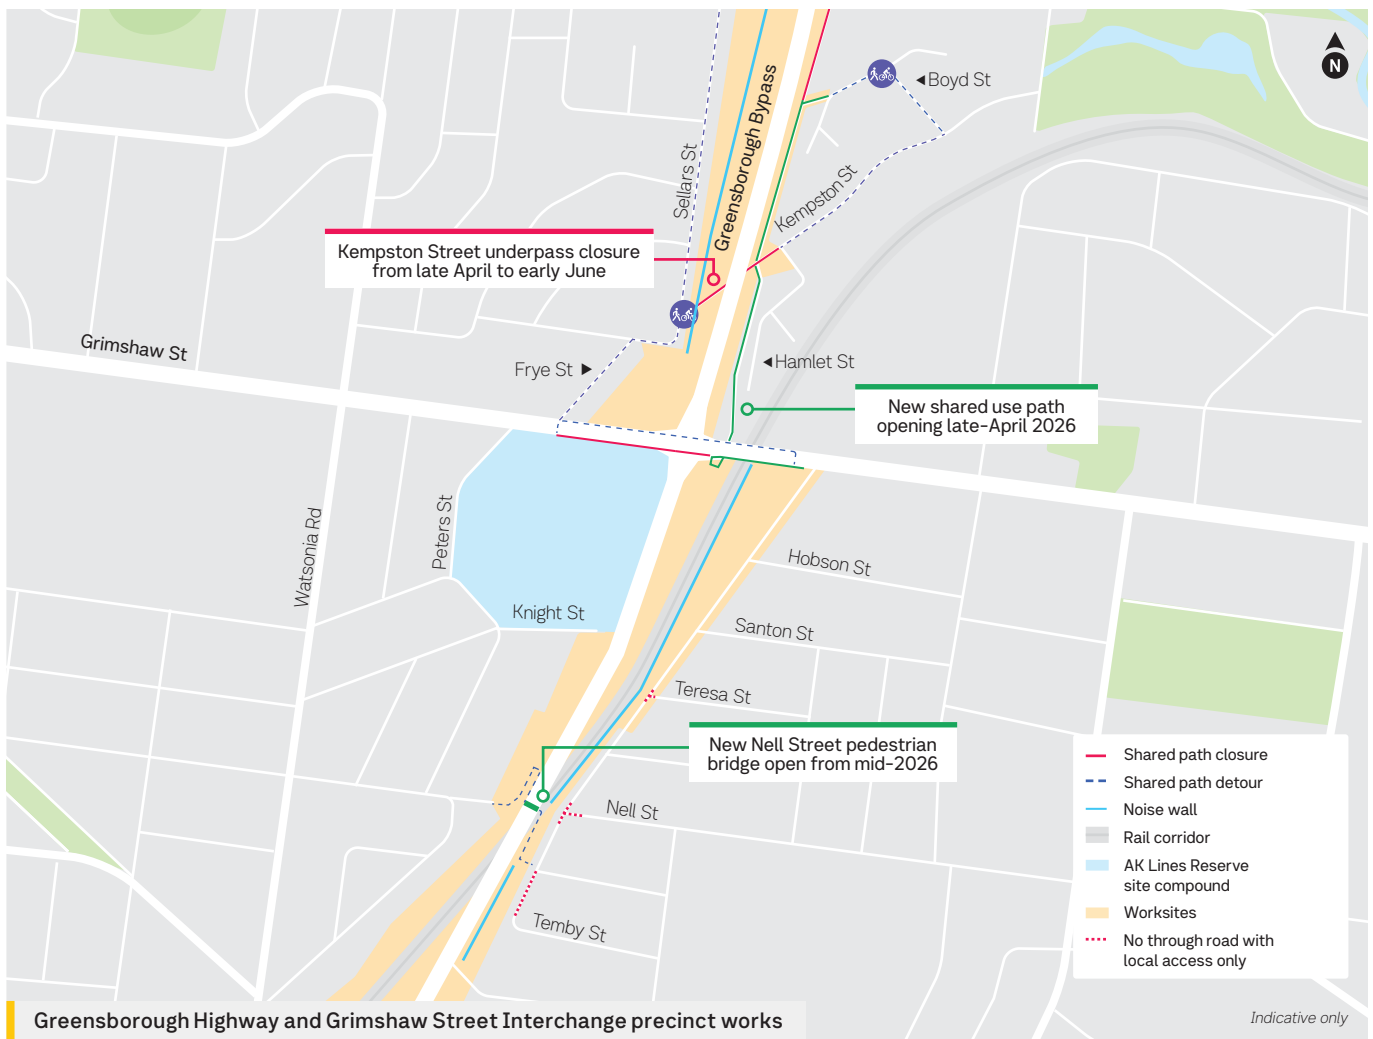 N
Boyd St
Greensborough Bypass
Sellars St
Kempston St
Kempston Street underpass closure
from late April to early June
Grimshaw St
Frye St
Hamlet St
New shared use path
opening late-April 2026
Peters St
Watsonia Rd
Hobson St
Knight St
Santon St
Teresa St
New Nell Street pedestrian
bridge open from mid-2026
Nell St
Temby St
Shared path closure
Shared path detour
Noise wall
Rail corridor
AK Lines Reserve
site compound
Worksites
No through road with
local access only
Greensborough Highway and Grimshaw Street Interchange precinct works
Indicative only